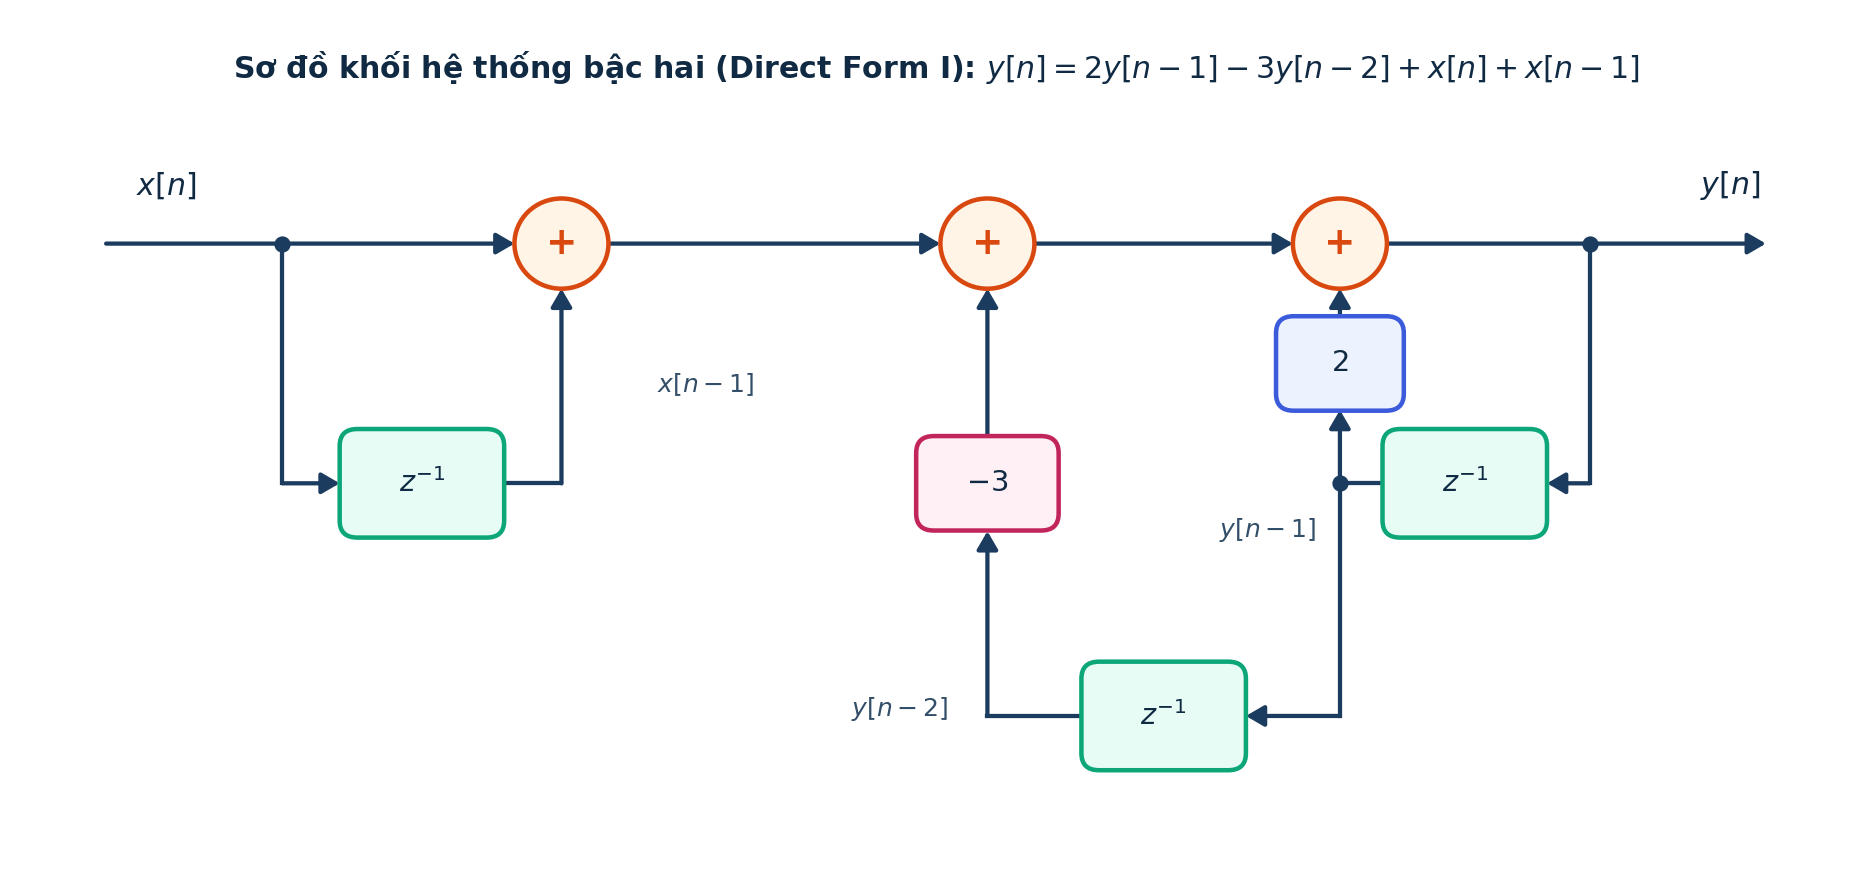 Sơ đồ khối hệ thống bậc hai (Direct Form I): y[n] = 2y[n − 1] − 3y[n − 2] + x[n] + x[n − 1]
x[n]
y[n]
+
+
+
2
x[n − 1]
z⁻¹
−3
z⁻¹
y[n − 1]
y[n − 2]
z⁻¹